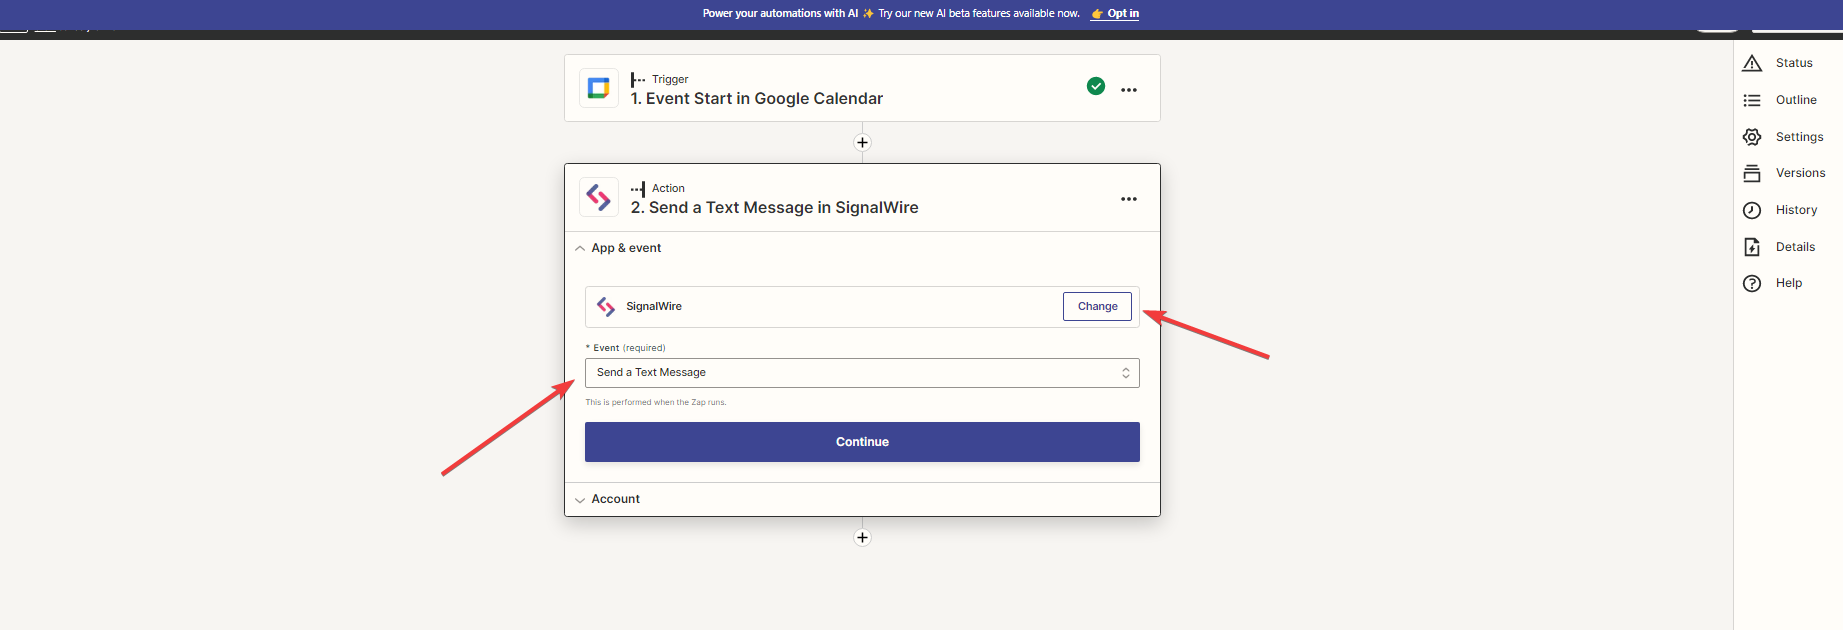 Power your automations with AI ✨ Try our new AI beta features available now. 👉 Opt in
Trigger
1. Event Start in Google Calendar
Action
2. Send a Text Message in SignalWire
App & event
SignalWire
Change
* Event (required)
Send a Text Message
This is performed when the Zap runs.
Continue
Account
Status
Outline
Settings
Versions
History
Details
Help